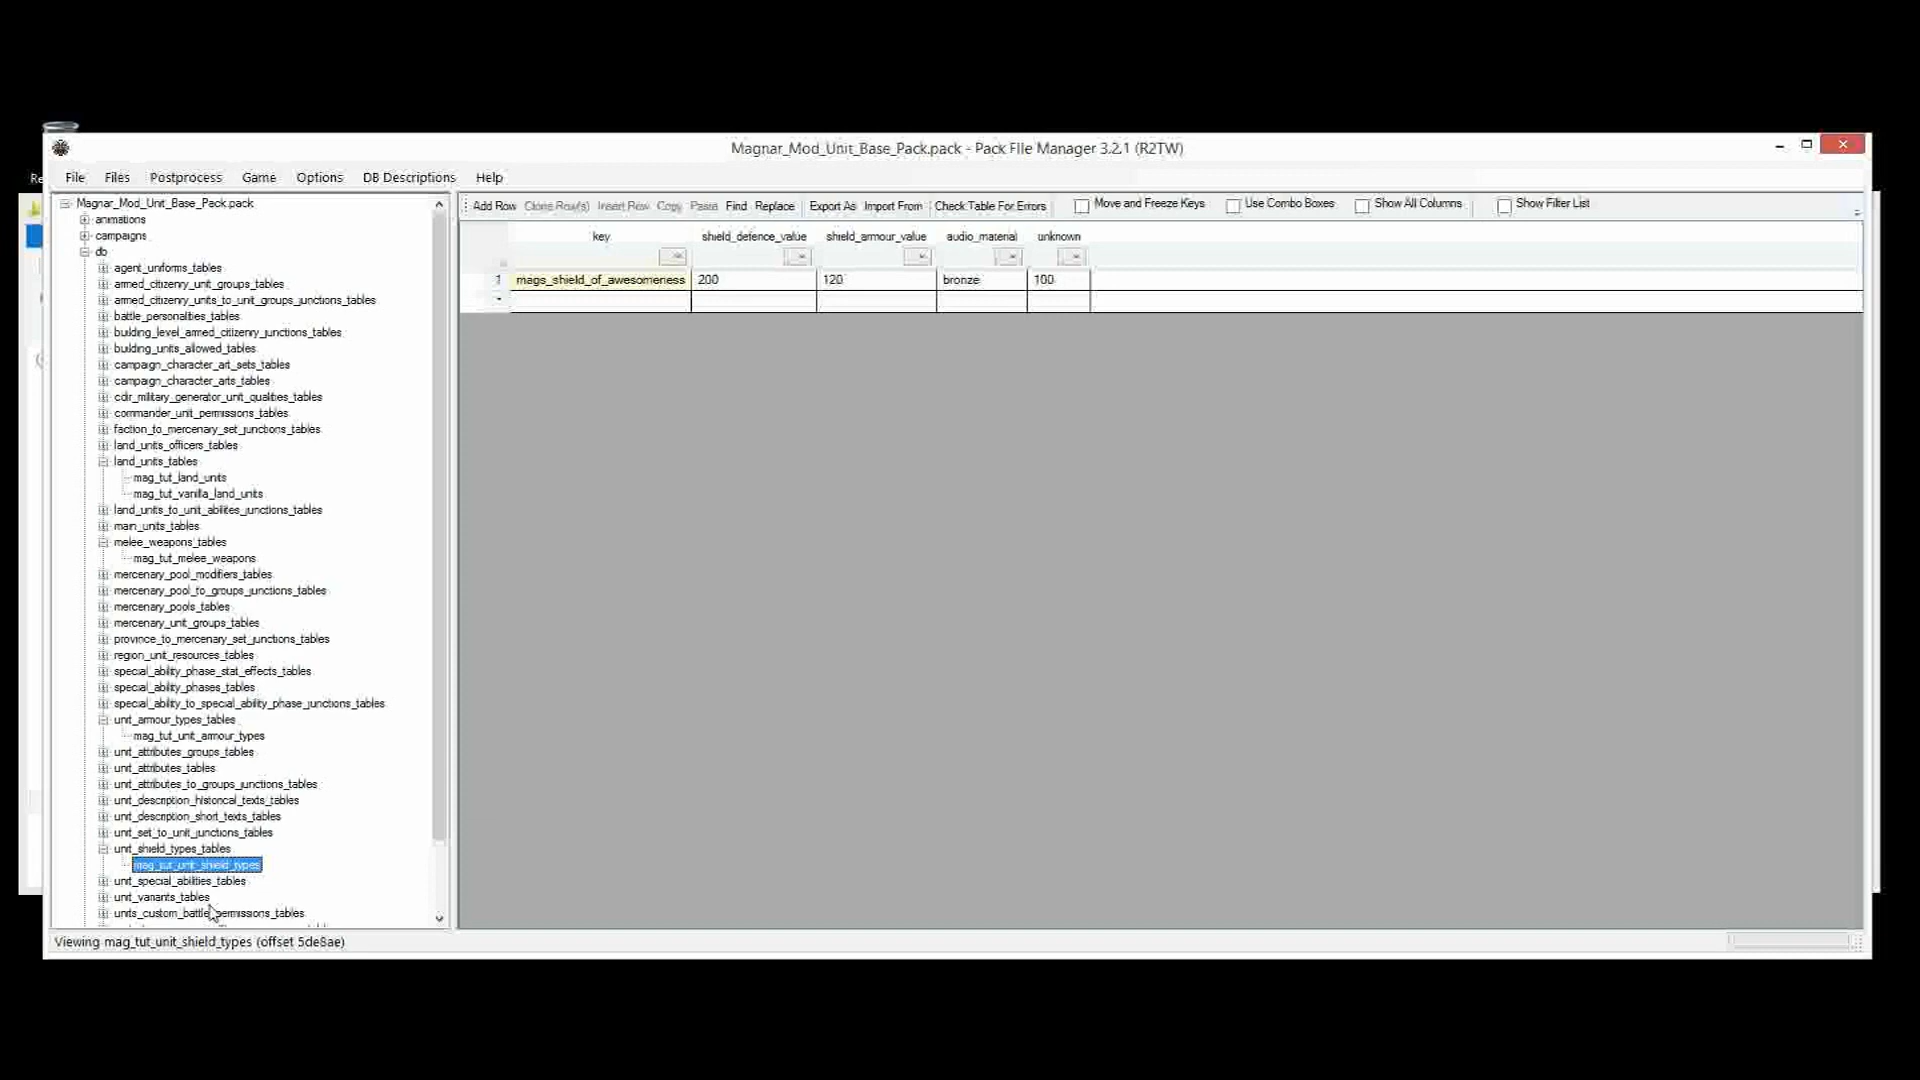 Magnar_Mod_Unit_Base_Pack.pack - Pack File Manager 3.2.1 (R2TW)
File Files Postprocess Game Options DB Descriptions Help
Magnar_Mod_Unit_Base_Pack.pack
animations
campaigns
db
agent_uniforms_tables
armed_citizenry_unit_groups_tables
armed_citizenry_units_to_unit_groups_junctions_tables
battle_personalities_tables
building_level_armed_citizenry_junctions_tables
building_units_allowed_tables
campaign_character_art_sets_tables
campaign_character_arts_tables
cdir_military_generator_unit_qualities_tables
commander_unit_permissions_tables
faction_to_mercenary_set_junctions_tables
land_units_officers_tables
land_units_tables
mag_tut_land_units
mag_tut_vanilla_land_units
land_units_to_unit_abilites_junctions_tables
main_units_tables
melee_weapons_tables
mag_tut_melee_weapons
mercenary_pool_modifiers_tables
mercenary_pool_to_groups_junctions_tables
mercenary_pools_tables
mercenary_unit_groups_tables
province_to_mercenary_set_junctions_tables
region_unit_resources_tables
special_ability_phase_stat_effects_tables
special_ability_phases_tables
special_ability_to_special_ability_phase_junctions_tables
unit_armour_types_tables
mag_tut_unit_armour_types
unit_attributes_groups_tables
unit_attributes_tables
unit_attributes_to_groups_junctions_tables
unit_description_historical_texts_tables
unit_description_short_texts_tables
unit_set_to_unit_junctions_tables
unit_shield_types_tables
mag_tut_unit_shield_types
unit_special_abilities_tables
unit_variants_tables
units_custom_battle_permissions_tables
Add Row Clone Row(s) Insert Row Copy Paste Find Replace Export As Import From Check Table For Errors Move and Freeze Keys Use Combo Boxes Show All Columns Show Filter List
key shield_defence_value shield_armour_value audio_material unknown
1 mags_shield_of_awesomeness 200 120 bronze 100
Viewing mag_tut_unit_shield_types (offset 5de8ae)